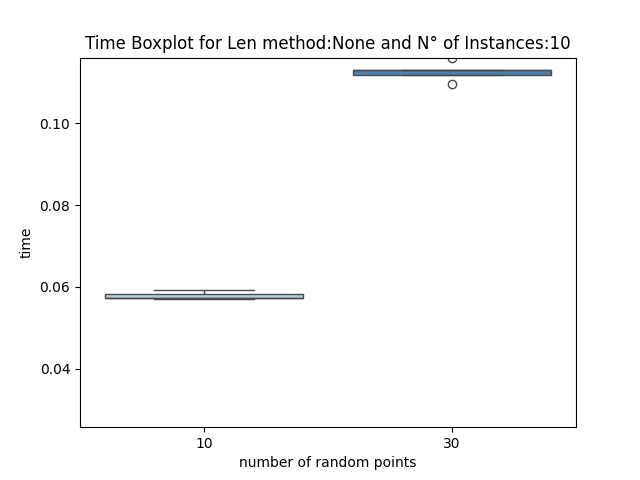 Time Boxplot for Len method:None and N° of Instances:10
0.10
0.08
0.06
0.04
time
10 30
number of random points